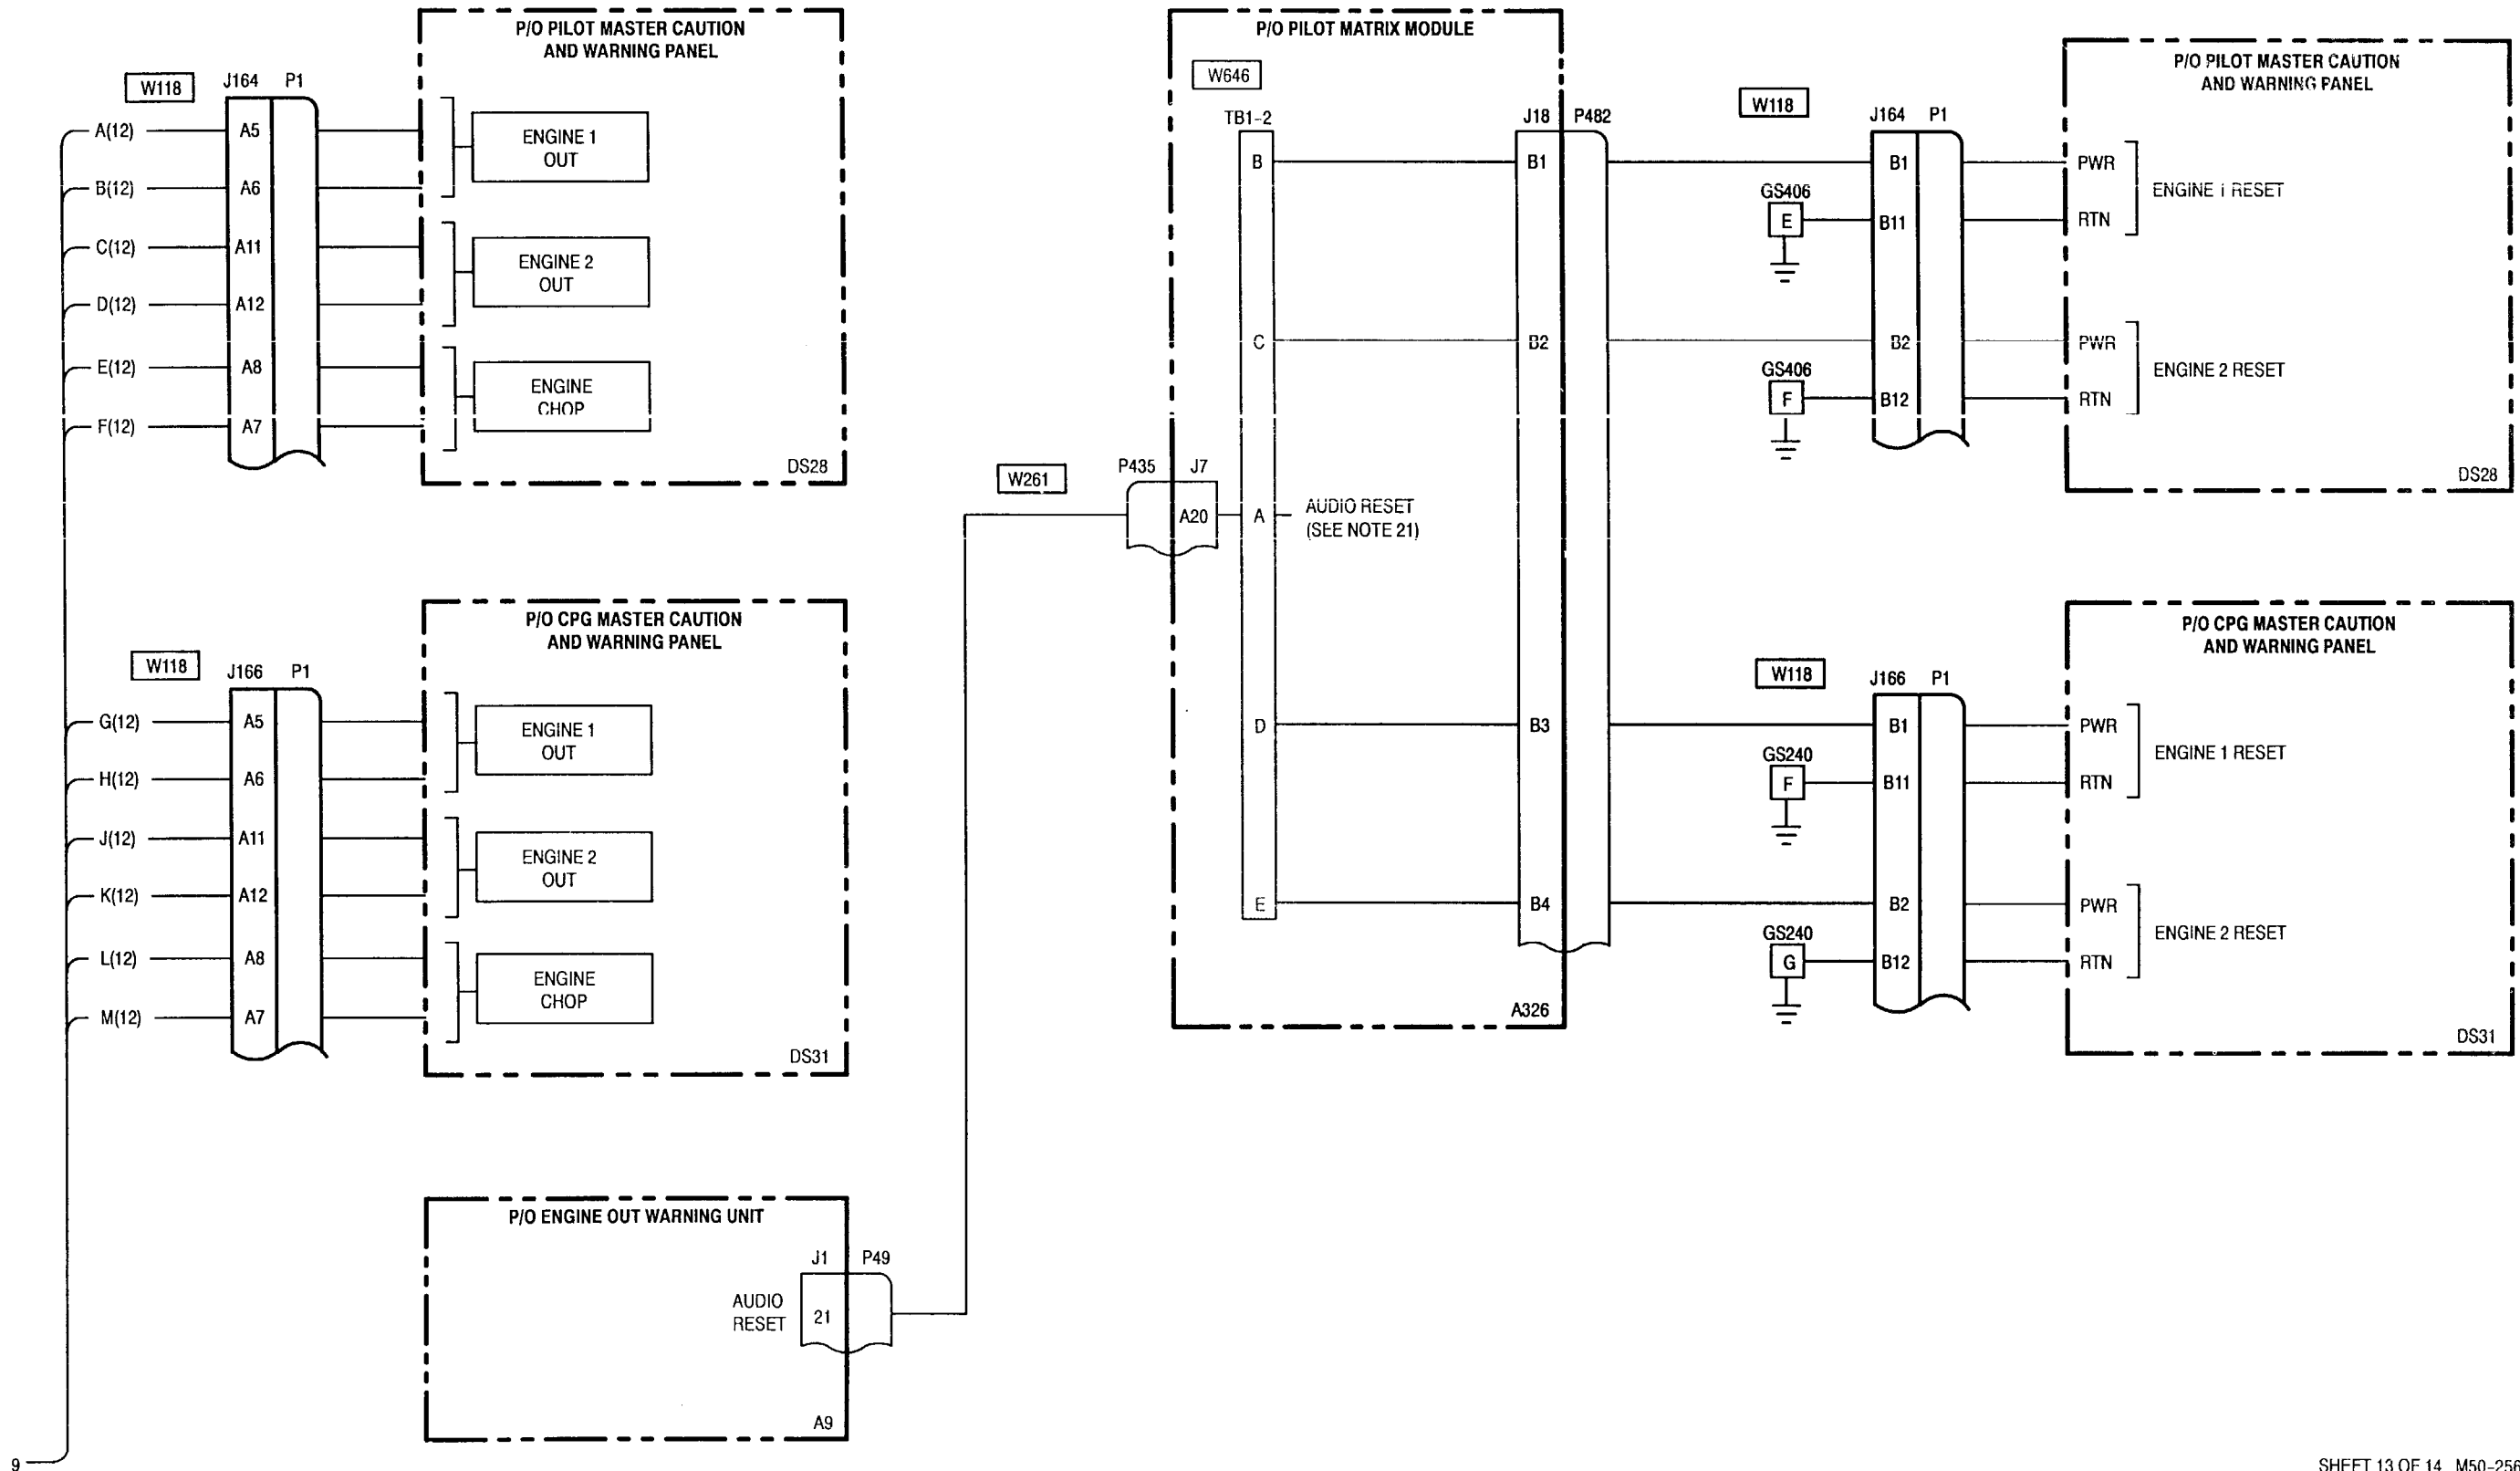 P/O PILOT MASTER CAUTION
AND WARNING PANEL
W118
J164 P1
A(12) A5
B(12) A6
C(12) A11
D(12) A12
E(12) A8
F(12) A7
ENGINE 1
OUT
ENGINE 2
OUT
ENGINE
CHOP
DS28
P/O CPG MASTER CAUTION
AND WARNING PANEL
W118
J166 P1
G(12) A5
H(12) A6
J(12) A11
K(12) A12
L(12) A8
M(12) A7
ENGINE 1
OUT
ENGINE 2
OUT
ENGINE
CHOP
DS31
P/O ENGINE OUT WARNING UNIT
J1 P49
AUDIO
RESET
21
A9
9
W261
P435 J7
A20
P/O PILOT MATRIX MODULE
W646
TB1-2
B
C
A
D
E
AUDIO RESET
(SEE NOTE 21)
J18 P482
B1
B2
B3
B4
A326
W118
J164 P1
B1
GS406
E
B11
B2
GS406
F
B12
P/O PILOT MASTER CAUTION
AND WARNING PANEL
PWR
ENGINE 1 RESET
RTN
PWR
ENGINE 2 RESET
RTN
DS28
W118
J166 P1
B1
GS240
F
B11
B2
GS240
G
B12
P/O CPG MASTER CAUTION
AND WARNING PANEL
PWR
ENGINE 1 RESET
RTN
PWR
ENGINE 2 RESET
RTN
DS31
SHEET 13 OF 14 M50-256